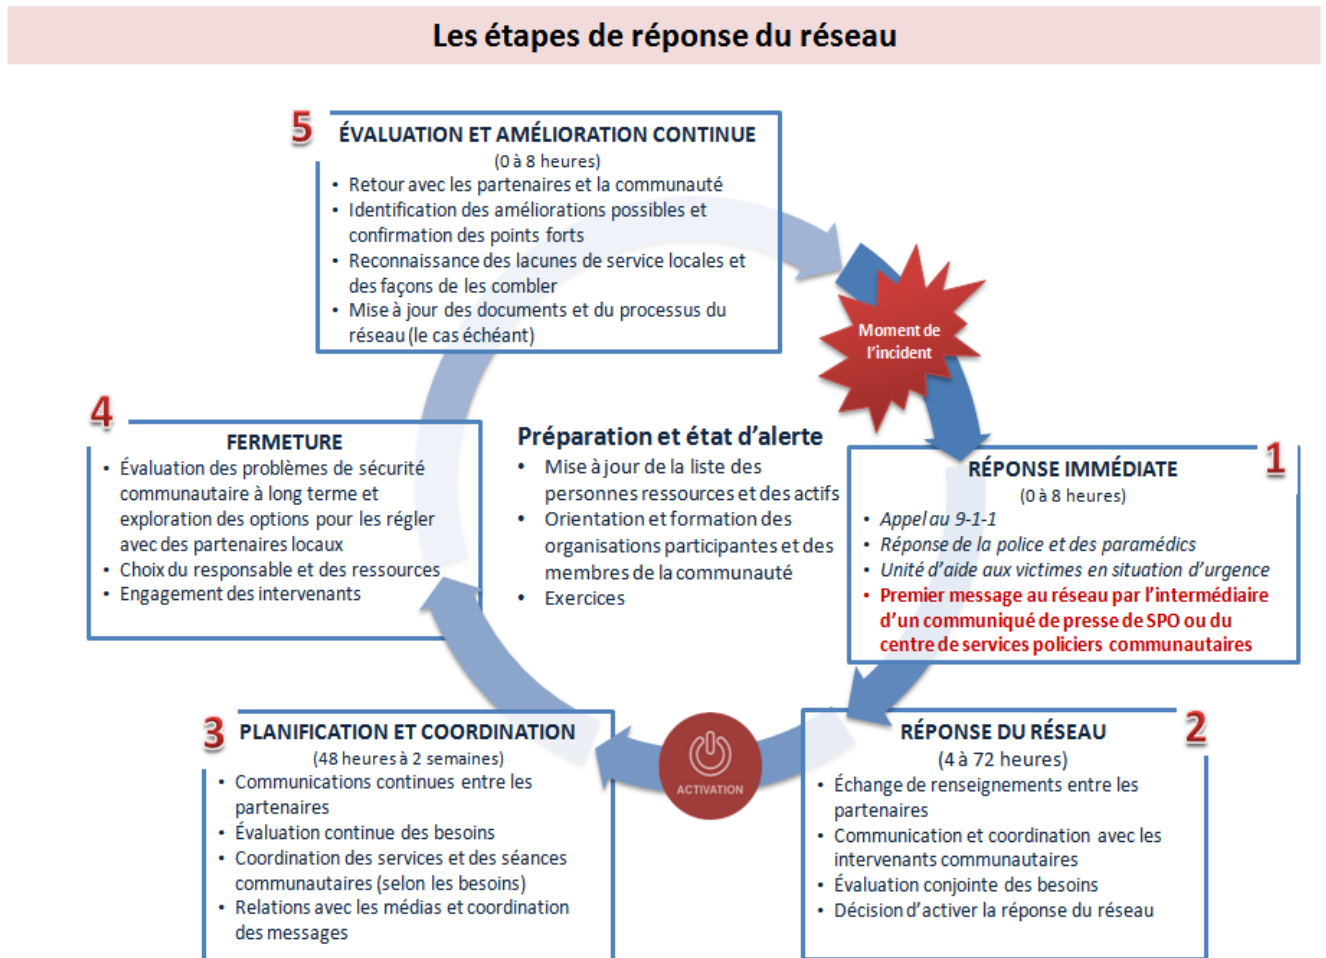 Les étapes de réponse du réseau
5
ÉVALUATION ET AMÉLIORATION CONTINUE
(0 à 8 heures)
• Retour avec les partenaires et la communauté
• Identification des améliorations possibles et
confirmation des points forts
• Reconnaissance des lacunes de service locales et
des façons de les combler
• Mise à jour des documents et du processus du
réseau (le cas échéant)
Moment de
l'incident
4
FERMETURE
• Évaluation des problèmes de sécurité
communautaire à long terme et
exploration des options pour les régler
avec des partenaires locaux
• Choix du responsable et des ressources
• Engagement des intervenants
Préparation et état d'alerte
• Mise à jour de la liste des
personnes ressources et des actifs
• Orientation et formation des
organisations participantes et des
membres de la communauté
• Exercices
1
RÉPONSE IMMÉDIATE
(0 à 8 heures)
• Appel au 9-1-1
• Réponse de la police et des paramédics
• Unité d'aide aux victimes en situation d'urgence
• Premier message au réseau par l'intermédiaire
d'un communiqué de presse de SPO ou du
centre de services policiers communautaires
3
PLANIFICATION ET COORDINATION
(48 heures à 2 semaines)
• Communications continues entre les
partenaires
• Évaluation continue des besoins
• Coordination des services et des séances
communautaires (selon les besoins)
• Relations avec les médias et coordination
des messages
ACTIVATION
2
RÉPONSE DU RÉSEAU
(4 à 72 heures)
• Échange de renseignements entre les
partenaires
• Communication et coordination avec les
intervenants communautaires
• Évaluation conjointe des besoins
• Décision d'activer la réponse du réseau